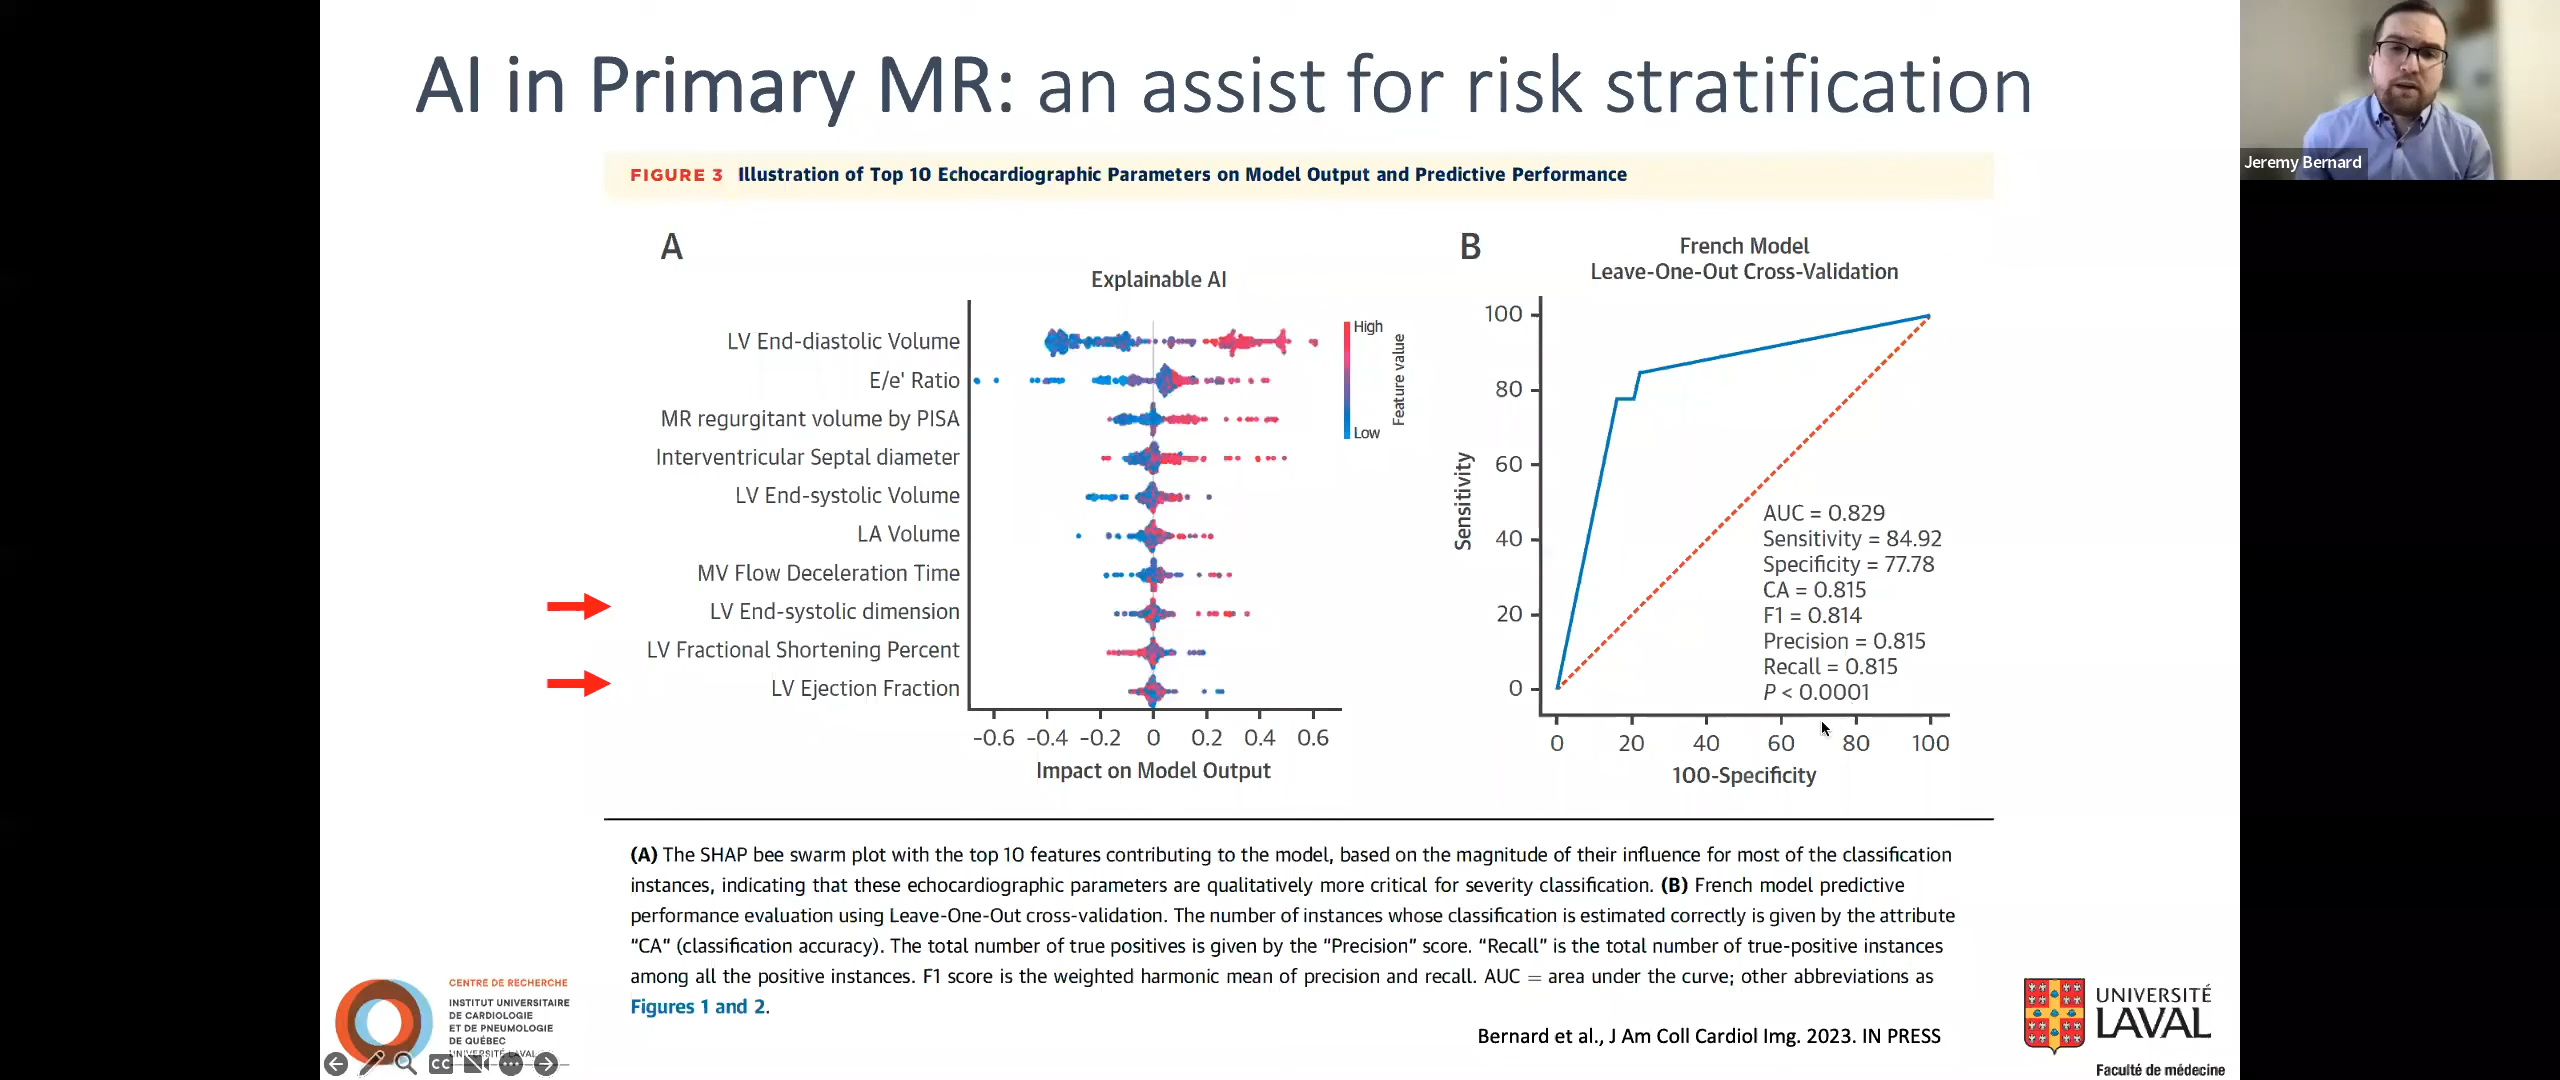 AI in Primary MR: an assist for risk stratification
Jeremy Bernard
FIGURE 3 Illustration of Top 10 Echocardiographic Parameters on Model Output and Predictive Performance
A
Explainable AI
LV End-diastolic Volume
E/e' Ratio
MR regurgitant volume by PISA
Interventricular Septal diameter
LV End-systolic Volume
LA Volume
MV Flow Deceleration Time
LV End-systolic dimension
LV Fractional Shortening Percent
LV Ejection Fraction
High
Low
Feature value
-0.6 -0.4 -0.2 0 0.2 0.4 0.6
Impact on Model Output
B
French Model
Leave-One-Out Cross-Validation
100
80
60
40
20
0
Sensitivity
AUC = 0.829
Sensitivity = 84.92
Specificity = 77.78
CA = 0.815
F1 = 0.814
Precision = 0.815
Recall = 0.815
P < 0.0001
0 20 40 60 80 100
100-Specificity
(A) The SHAP bee swarm plot with the top 10 features contributing to the model, based on the magnitude of their influence for most of the classification
instances, indicating that these echocardiographic parameters are qualitatively more critical for severity classification. (B) French model predictive
performance evaluation using Leave-One-Out cross-validation. The number of instances whose classification is estimated correctly is given by the attribute
“CA” (classification accuracy). The total number of true positives is given by the “Precision” score. “Recall” is the total number of true-positive instances
among all the positive instances. F1 score is the weighted harmonic mean of precision and recall. AUC = area under the curve; other abbreviations as
Figures 1 and 2.
Bernard et al., J Am Coll Cardiol Img. 2023. IN PRESS
CENTRE DE RECHERCHE
INSTITUT UNIVERSITAIRE
DE CARDIOLOGIE
ET DE PNEUMOLOGIE
DE QUÉBEC
UNIVERSITÉ LAVAL
CC
UNIVERSITÉ
LAVAL
Faculté de médecine